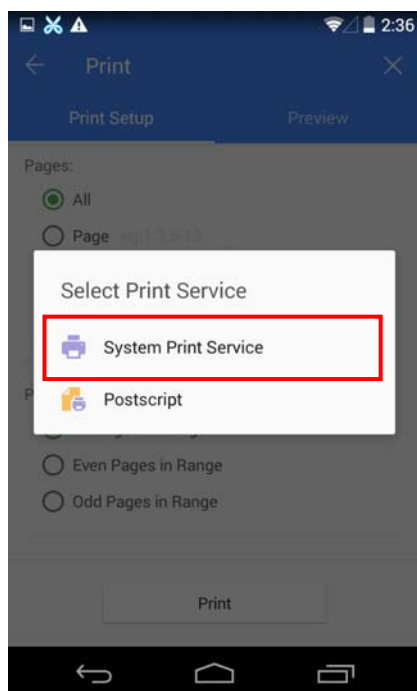 2:36
Print
Print Setup
Preview
Pages:
All
Page
Select Print Service
System Print Service
Postscript
Even Pages in Range
Odd Pages in Range
Print